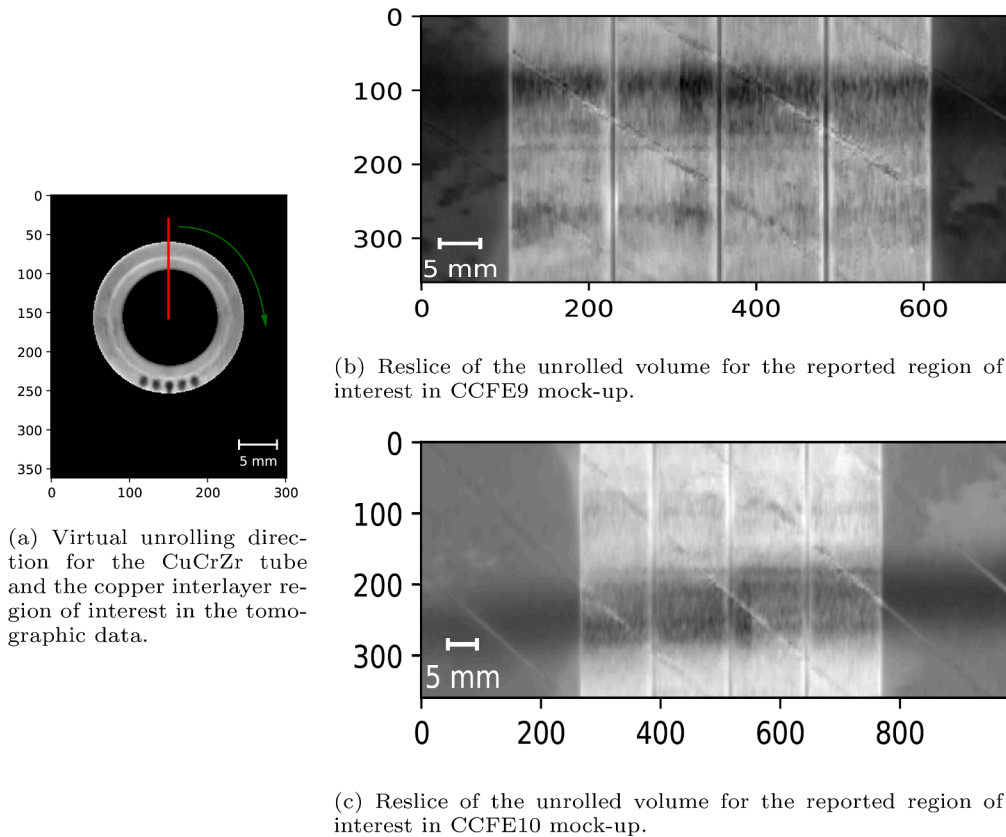 0
50
100
150
200
250
300
350
5 mm
0 100 200 300
(a) Virtual unrolling direc-
tion for the CuCrZr tube
and the copper interlayer re-
gion of interest in the tomo-
graphic data.
0
100
200
300
5 mm
0 200 400 600
(b) Reslice of the unrolled volume for the reported region of
interest in CCFE9 mock-up.
0
100
200
300
5 mm
0 200 400 600 800
(c) Reslice of the unrolled volume for the reported region of
interest in CCFE10 mock-up.